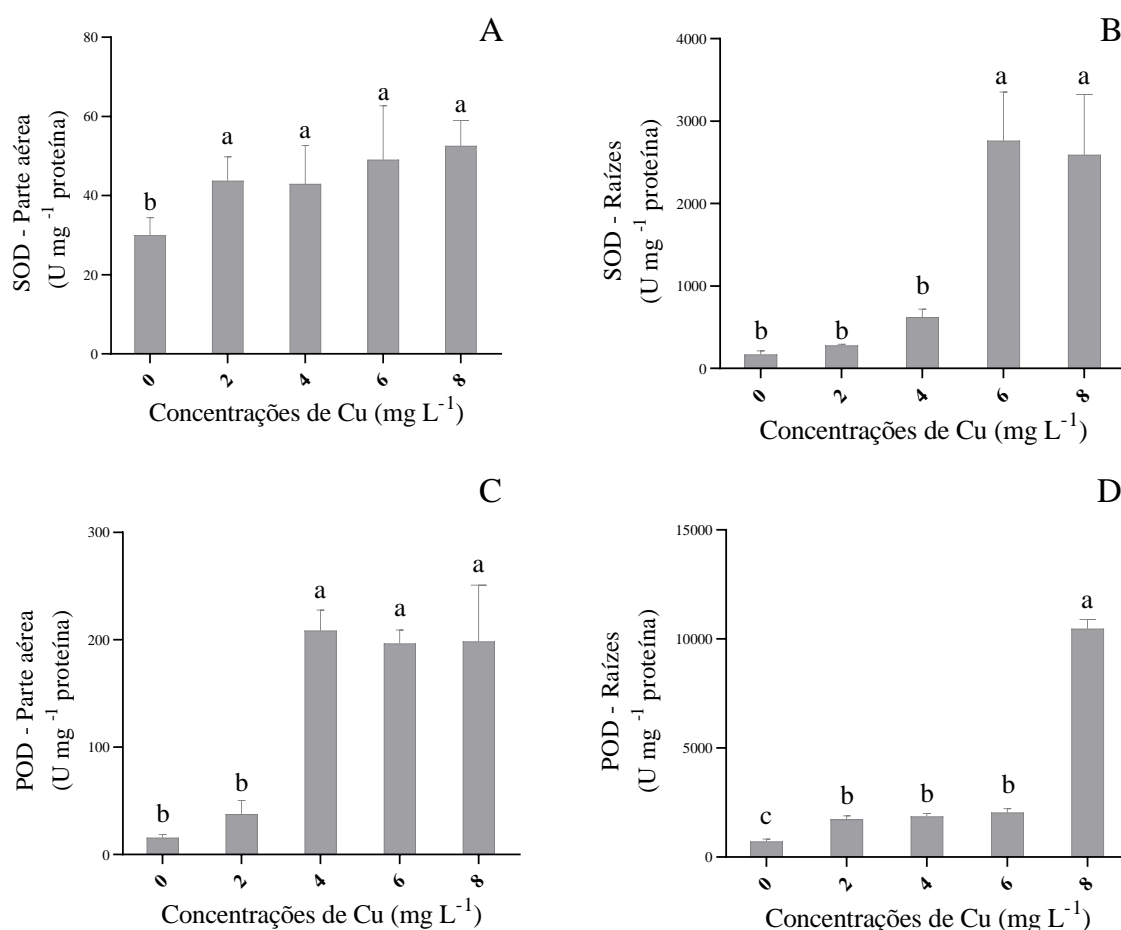 A
SOD - Parte aérea
(U mg -1 proteína)
80
60
40
20
0
b
a
a
a
a
0
2
4
6
8
Concentrações de Cu (mg L-1)
B
SOD - Raízes
(U mg -1 proteína)
4000
3000
2000
1000
0
b
b
b
a
a
0
2
4
6
8
Concentrações de Cu (mg L-1)
C
POD - Parte aérea
(U mg -1 proteína)
300
200
100
0
b
b
a
a
a
0
2
4
6
8
Concentrações de Cu (mg L-1)
D
POD - Raízes
(U mg -1 proteína)
15000
10000
5000
0
c
b
b
b
a
0
2
4
6
8
Concentrações de Cu (mg L-1)